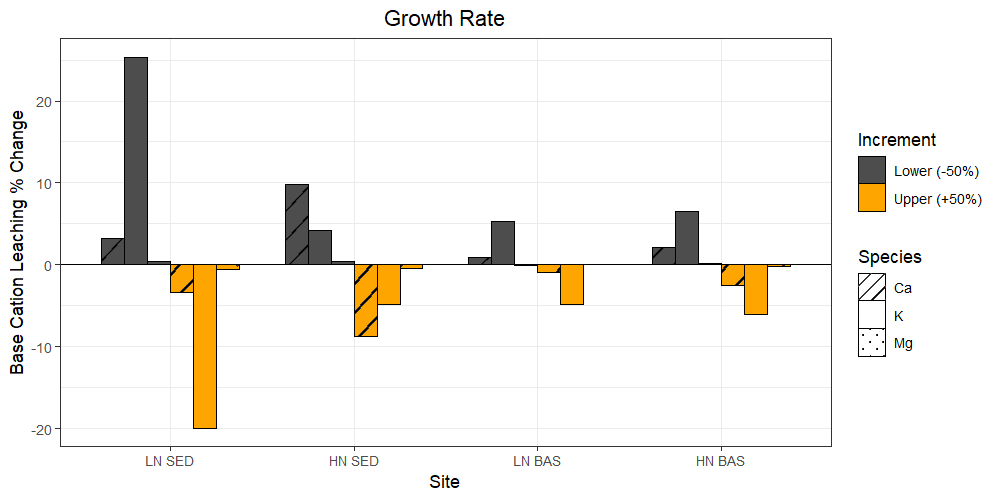 Growth Rate
Base Cation Leaching % Change
20
10
0
-10
-20
LN SED
HN SED
LN BAS
HN BAS
Site
Increment
Lower (-50%)
Upper (+50%)
Species
Ca
K
Mg